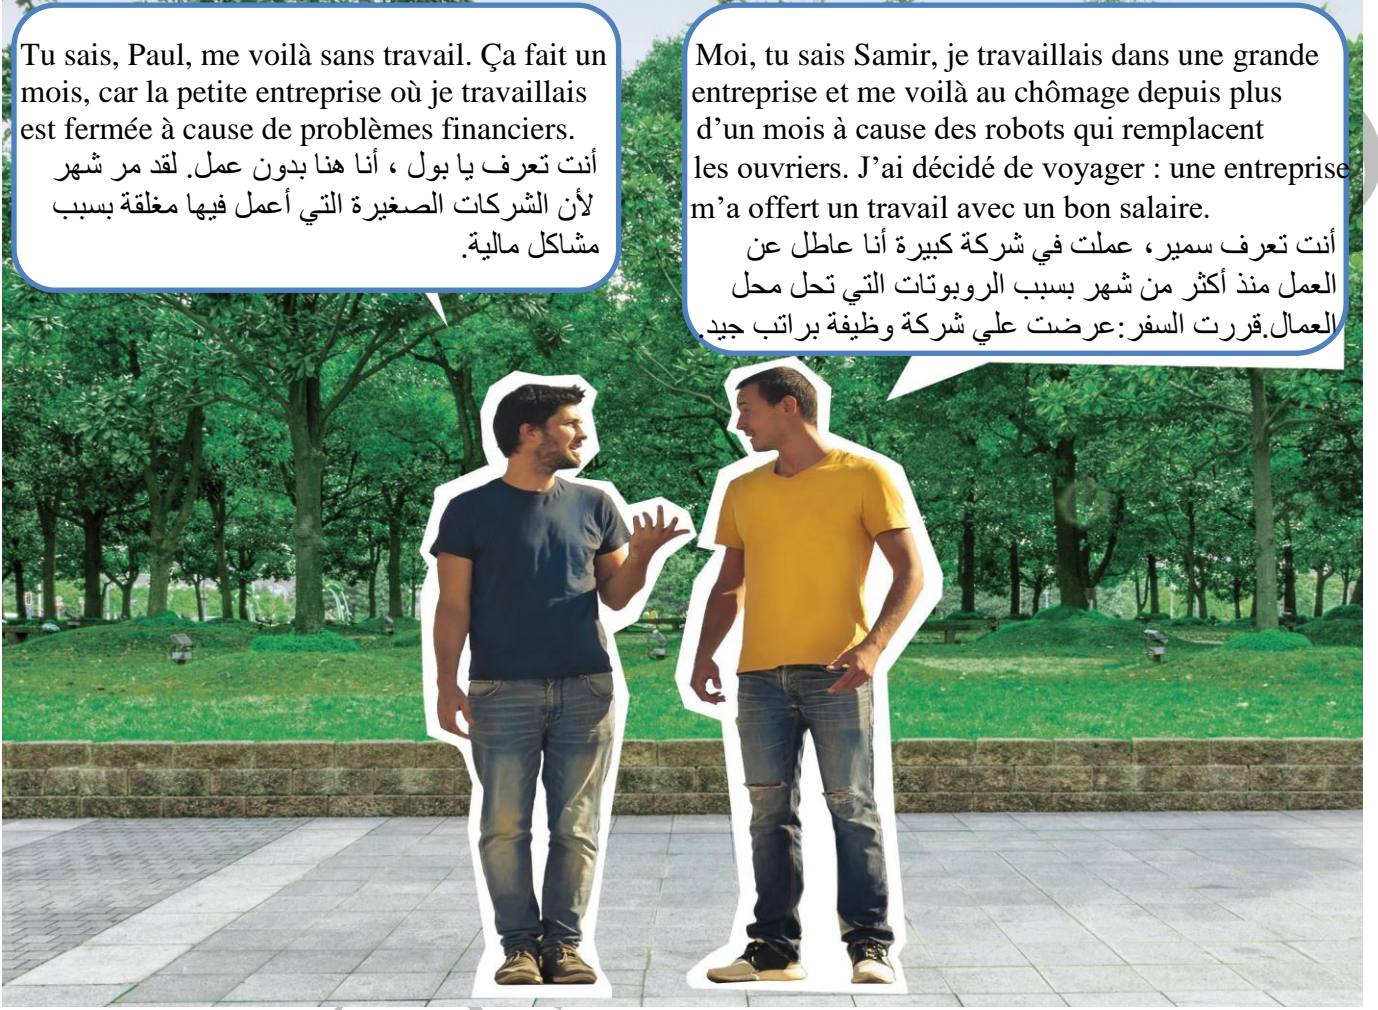 Tu sais, Paul, me voilà sans travail. Ça fait un
mois, car la petite entreprise où je travaillais
est fermée à cause de problèmes financiers.
أنت تعرف يا بول ، أنا هنا بدون عمل. لقد مر شهر
لأن الشركات الصغيرة التي أعمل فيها مغلقة بسبب
مشاكل مالية.
Moi, tu sais Samir, je travaillais dans une grande
entreprise et me voilà au chômage depuis plus
d’un mois à cause des robots qui remplacent
les ouvriers. J’ai décidé de voyager : une entreprise
m’a offert un travail avec un bon salaire.
أنت تعرف سمير، عملت في شركة كبيرة أنا عاطل عن
العمل منذ أكثر من شهر بسبب الروبوتات التي تحل محل
العمال.قررت السفر:عرضت علي شركة وظيفة براتب جيد.